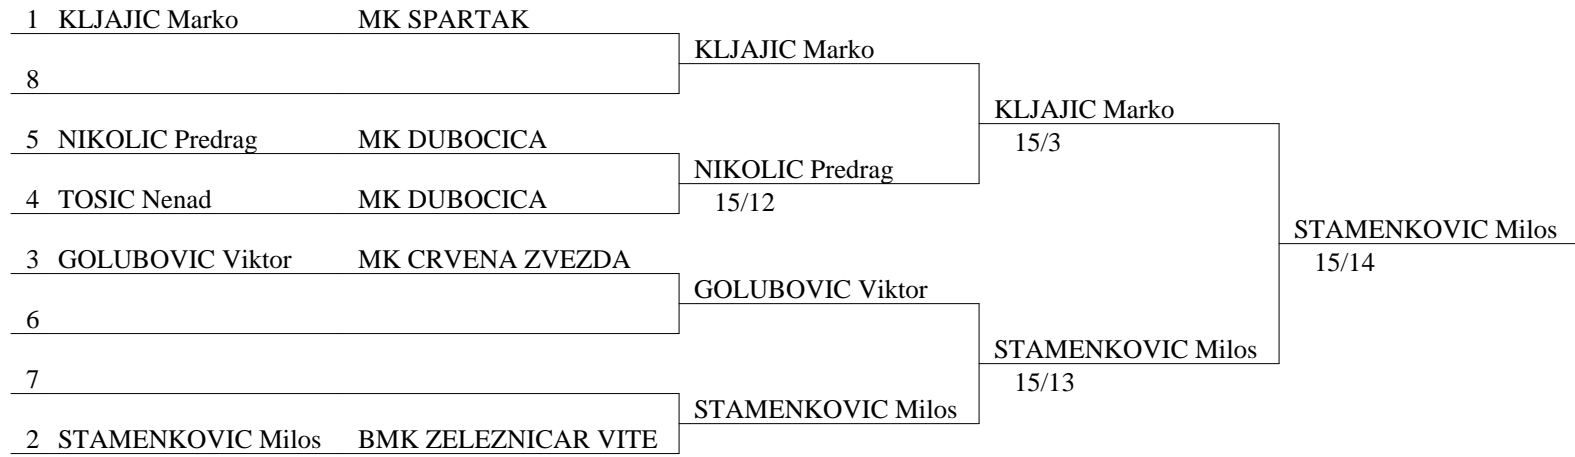 1 KLJAJIC Marko MK SPARTAK
KLJAJIC Marko
8
KLJAJIC Marko
5 NIKOLIC Predrag MK DUBOCICA
15/3
NIKOLIC Predrag
4 TOSIC Nenad MK DUBOCICA
15/12
STAMENKOVIC Milos
3 GOLUBOVIC Viktor MK CRVENA ZVEZDA
15/14
GOLUBOVIC Viktor
6
STAMENKOVIC Milos
7
15/13
STAMENKOVIC Milos
2 STAMENKOVIC Milos BMK ZELEZNICAR VITE